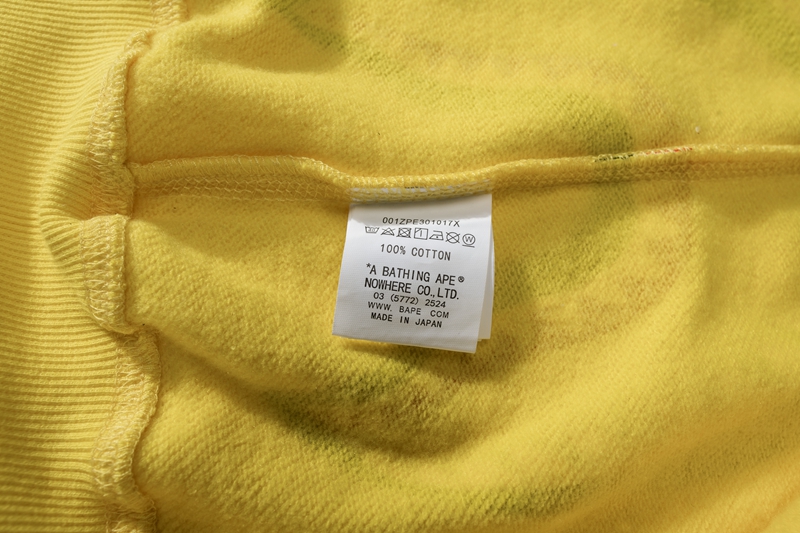 001ZPE301017X
100% COTTON
*A BATHING APE®
NOWHERE CO.,LTD.
03 (5772) 2524
WWW. BAPE. COM
MADE IN JAPAN